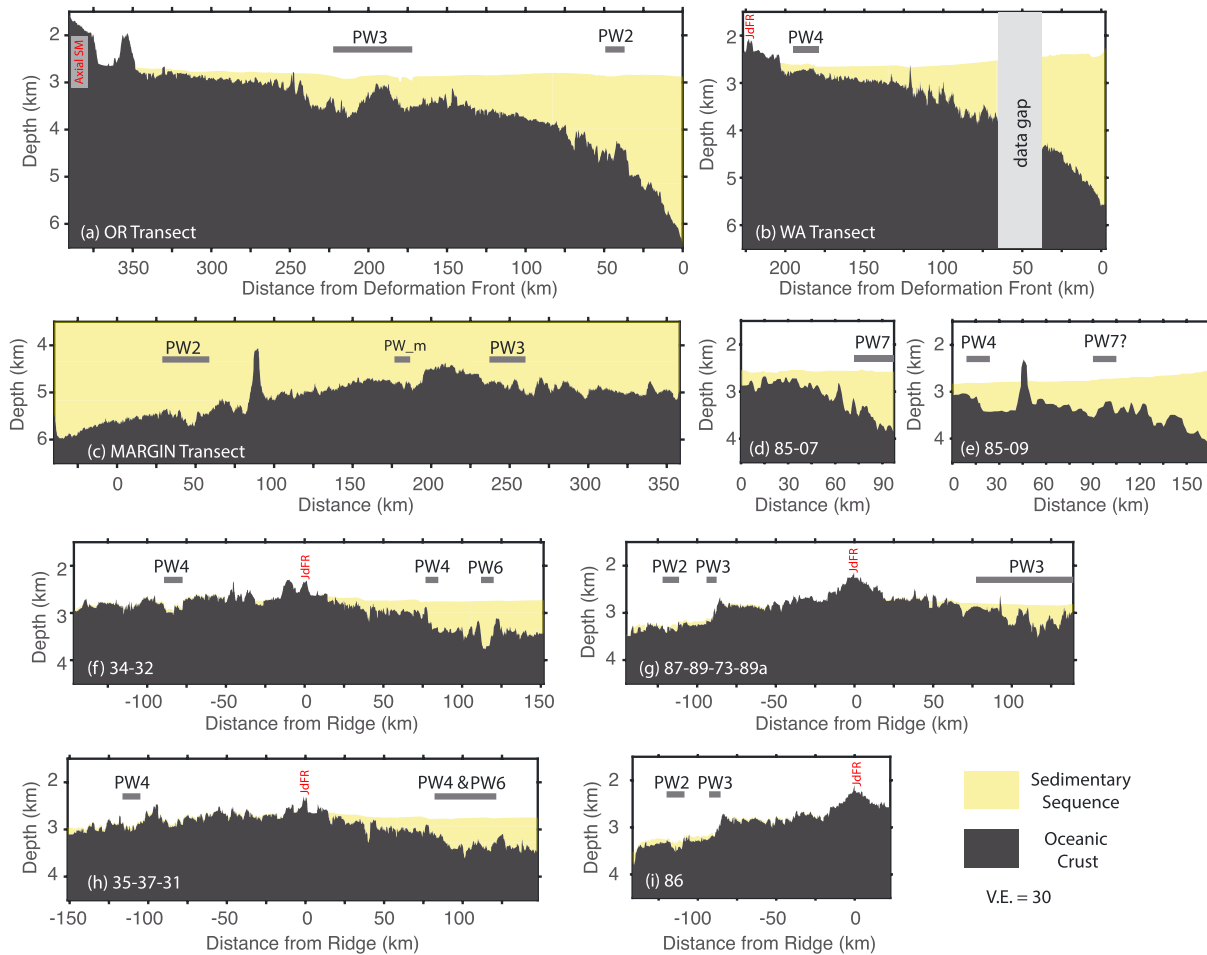 2
3
4
5
6
Depth (km)
Axial SM
PW3
PW2
(a) OR Transect
350
300
250
200
150
100
50
0
Distance from Deformation Front (km)
2
3
4
5
6
Depth (km)
JdFR
PW4
data gap
(b) WA Transect
200
150
100
50
0
Distance from Deformation Front (km)
4
5
6
Depth (km)
PW2
PW_m
PW3
(c) MARGIN Transect
0
50
100
150
200
250
300
350
Distance (km)
2
3
4
Depth (km)
PW7
(d) 85-07
0
30
60
90
Distance (km)
2
3
4
Depth (km)
PW4
PW7?
(e) 85-09
0
30
60
90
120
150
Distance (km)
2
3
4
Depth (km)
PW4
JdFR
PW4
PW6
(f) 34-32
-100
-50
0
50
100
150
Distance from Ridge (km)
2
3
4
Depth (km)
PW2
PW3
JdFR
PW3
(g) 87-89-73-89a
-100
-50
0
50
100
Distance from Ridge (km)
2
3
4
Depth (km)
PW4
JdFR
PW4 &PW6
(h) 35-37-31
-150
-100
-50
0
50
100
Distance from Ridge (km)
2
3
4
Depth (km)
PW2
PW3
JdFR
(i) 86
-100
-50
0
Distance from Ridge (km)
Sedimentary
Sequence
Oceanic
Crust
V.E. = 30